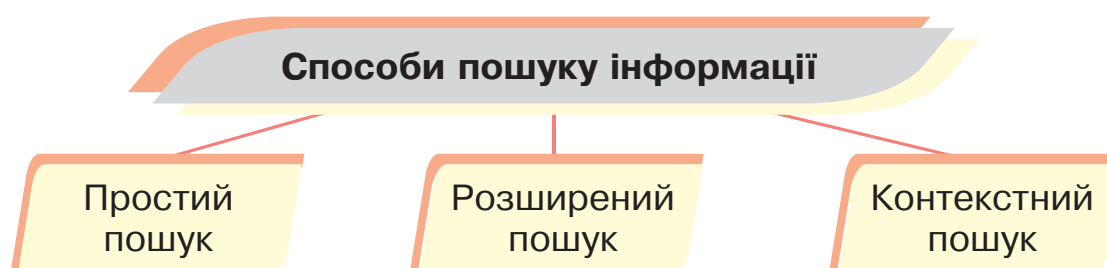 Способи пошуку інформації
Простий
пошук
Розширений
пошук
Контекстний
пошук